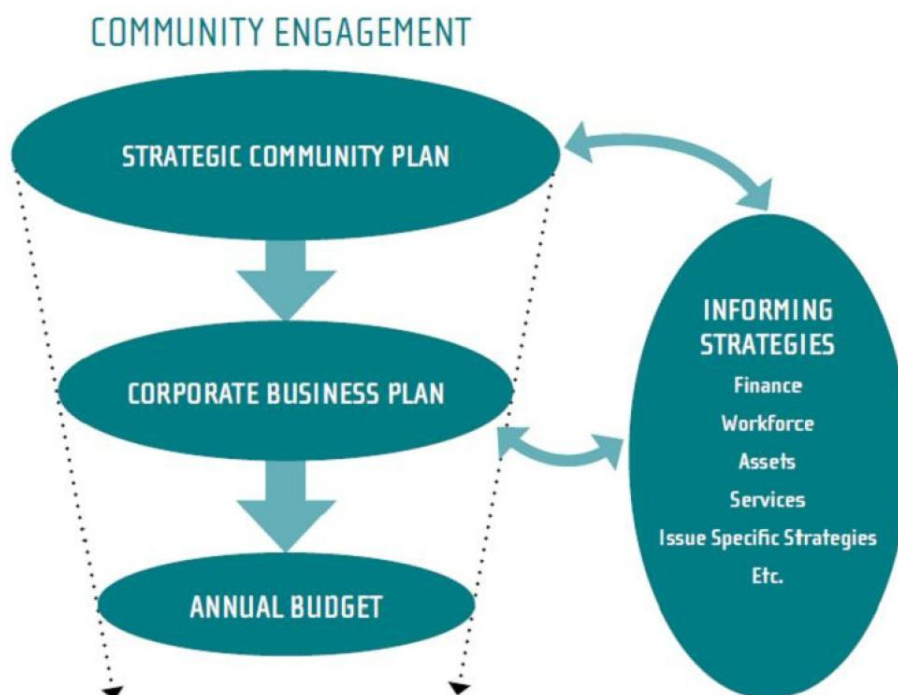 COMMUNITY ENGAGEMENT
STRATEGIC COMMUNITY PLAN
CORPORATE BUSINESS PLAN
ANNUAL BUDGET
INFORMING
STRATEGIES
Finance
Workforce
Assets
Services
Issue Specific Strategies
Etc.